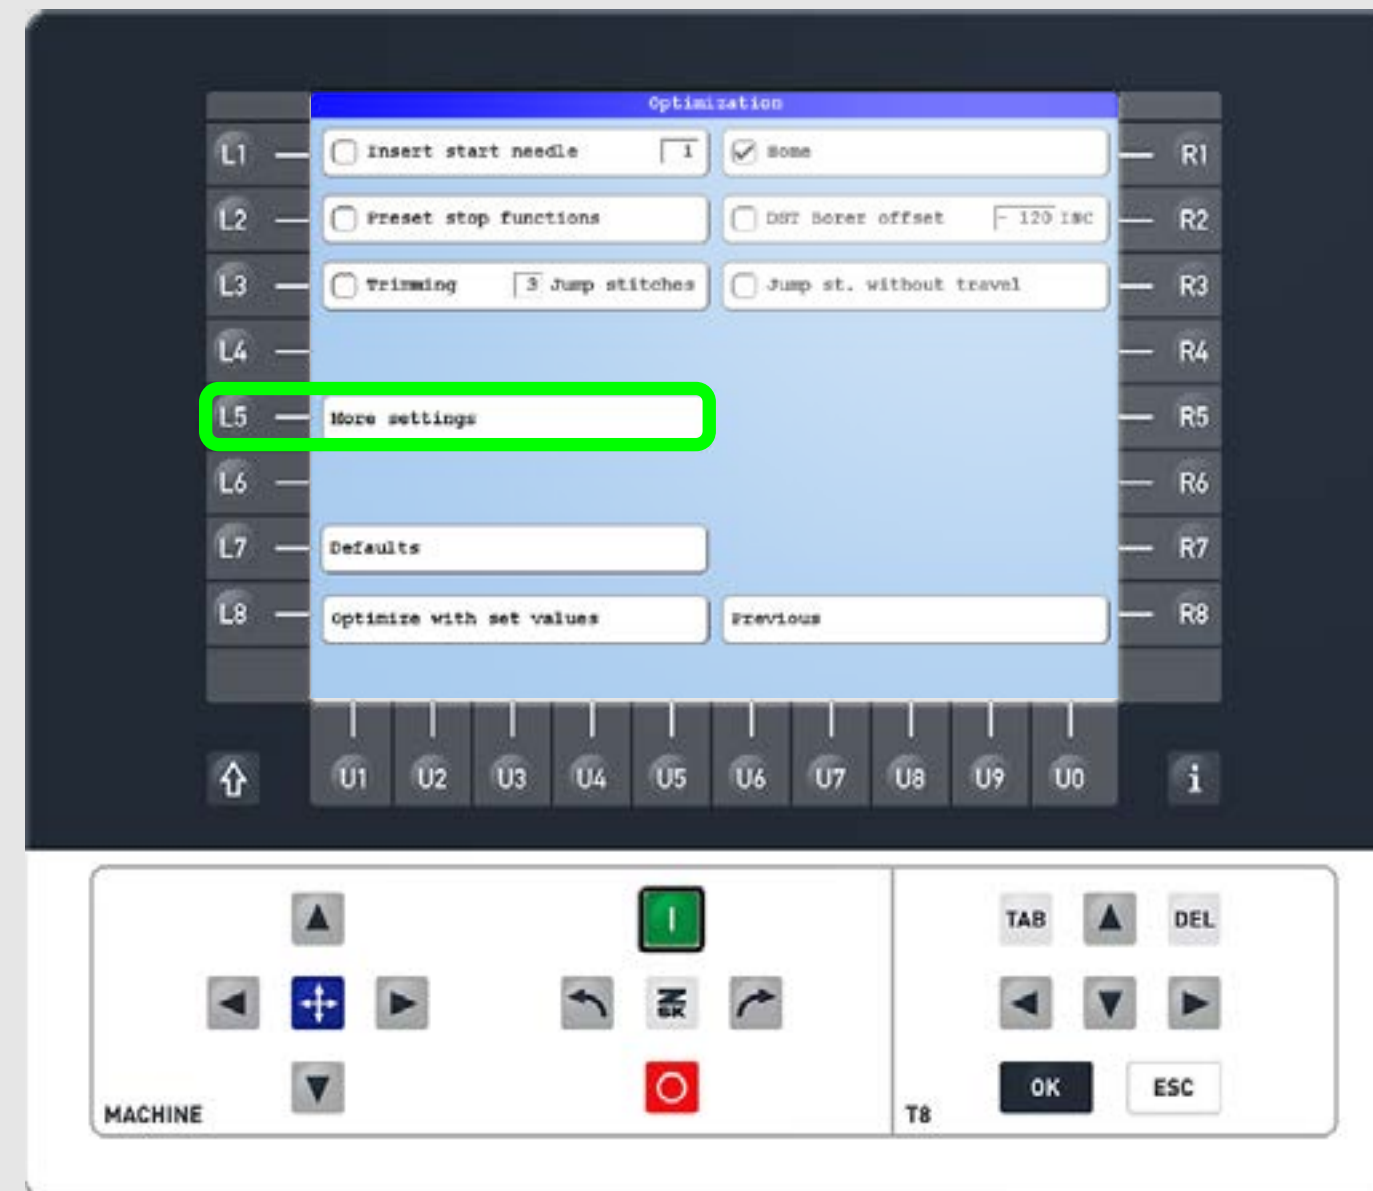 Optimization
L1 Insert start needle 1 Home R1
L2 Preset stop functions DST Borer offset - 120 INC R2
L3 Trimming 3 Jump stitches Jump st. without travel R3
L4 R4
L5 More settings R5
L6 R6
L7 Defaults R7
L8 Optimize with set values Previous R8
U1 U2 U3 U4 U5 U6 U7 U8 U9 U0 i
TAB DEL
ZSK
OK ESC
MACHINE T8